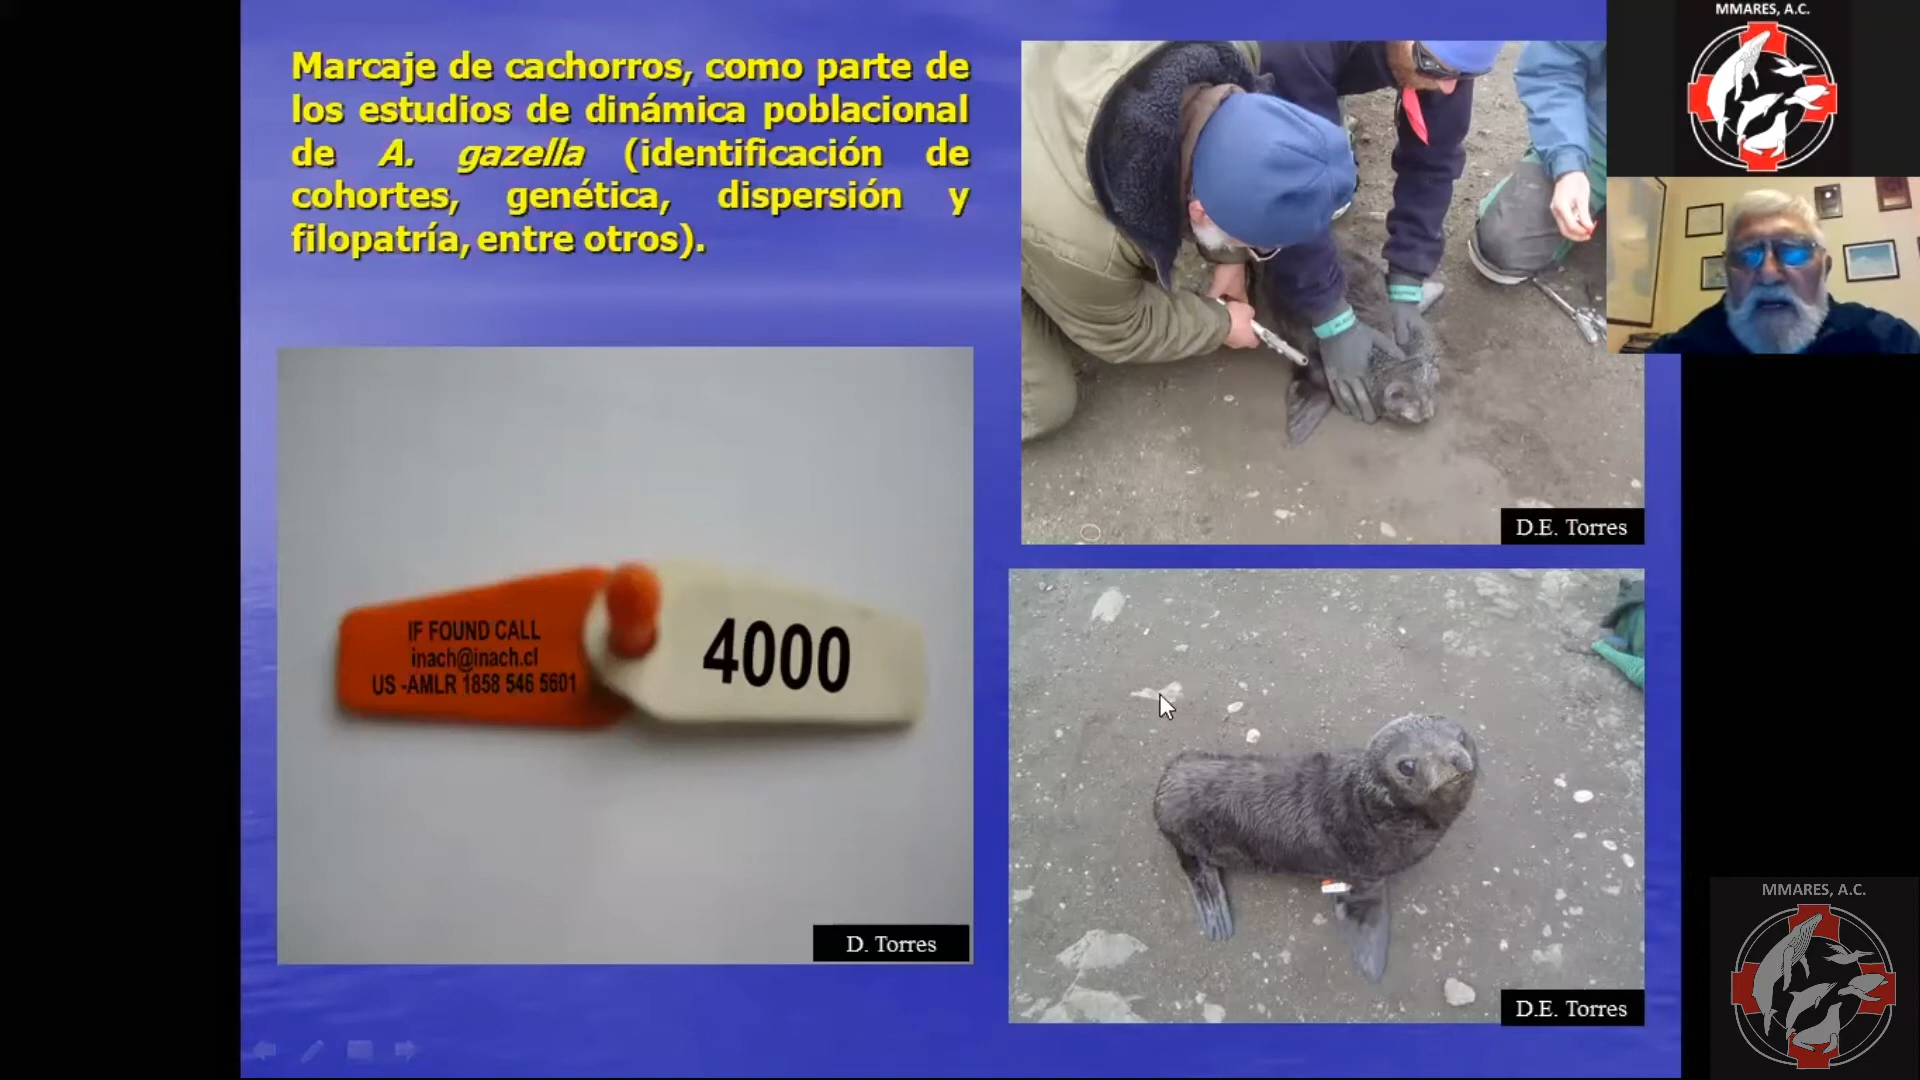 Marcaje de cachorros, como parte de
los estudios de dinámica poblacional
de A. gazella (identificación de
cohortes, genética, dispersión y
filopatría, entre otros).
IF FOUND CALL
inach@inach.cl
US -AMLR 1858 546 5601
4000
D. Torres
D.E. Torres
D.E. Torres
MMARES, A.C.
MMARES, A.C.